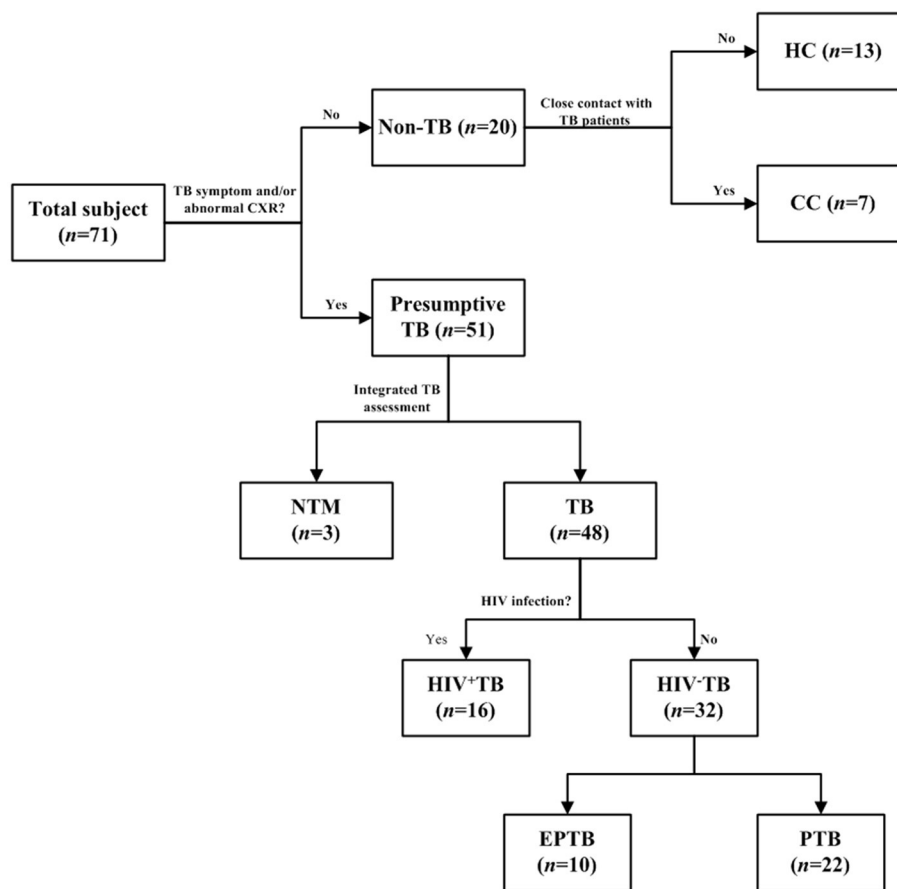 No
HC (n=13)
Close contact with
TB patients
No
Non-TB (n=20)
TB symptom and/or
abnormal CXR?
Yes
CC (n=7)
Total subject
(n=71)
Yes
Presumptive
TB (n=51)
Integrated TB
assessment
NTM
(n=3)
TB
(n=48)
HIV infection?
Yes
No
HIV⁺TB
(n=16)
HIV⁻TB
(n=32)
EPTB
(n=10)
PTB
(n=22)